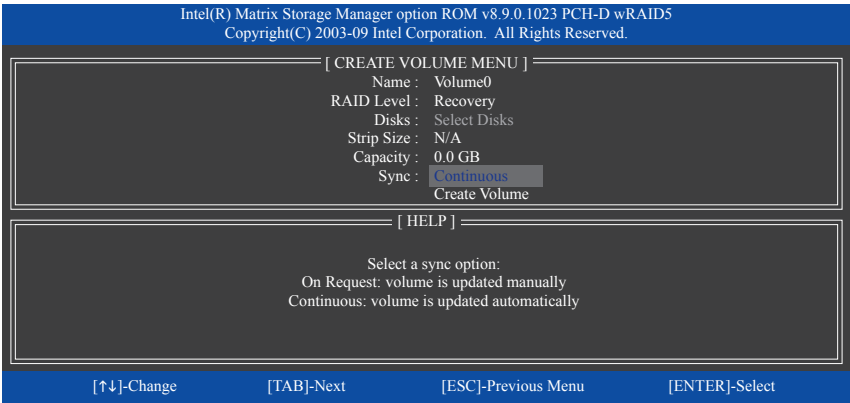 Intel(R) Matrix Storage Manager option ROM v8.9.0.1023 PCH-D wRAID5
Copyright(C) 2003-09 Intel Corporation. All Rights Reserved.
[ CREATE VOLUME MENU ]
Name : Volume0
RAID Level : Recovery
Disks : Select Disks
Strip Size : N/A
Capacity : 0.0 GB
Sync : Continuous
Create Volume
[ HELP ]
Select a sync option:
On Request: volume is updated manually
Continuous: volume is updated automatically
[↑↓]-Change [TAB]-Next [ESC]-Previous Menu [ENTER]-Select